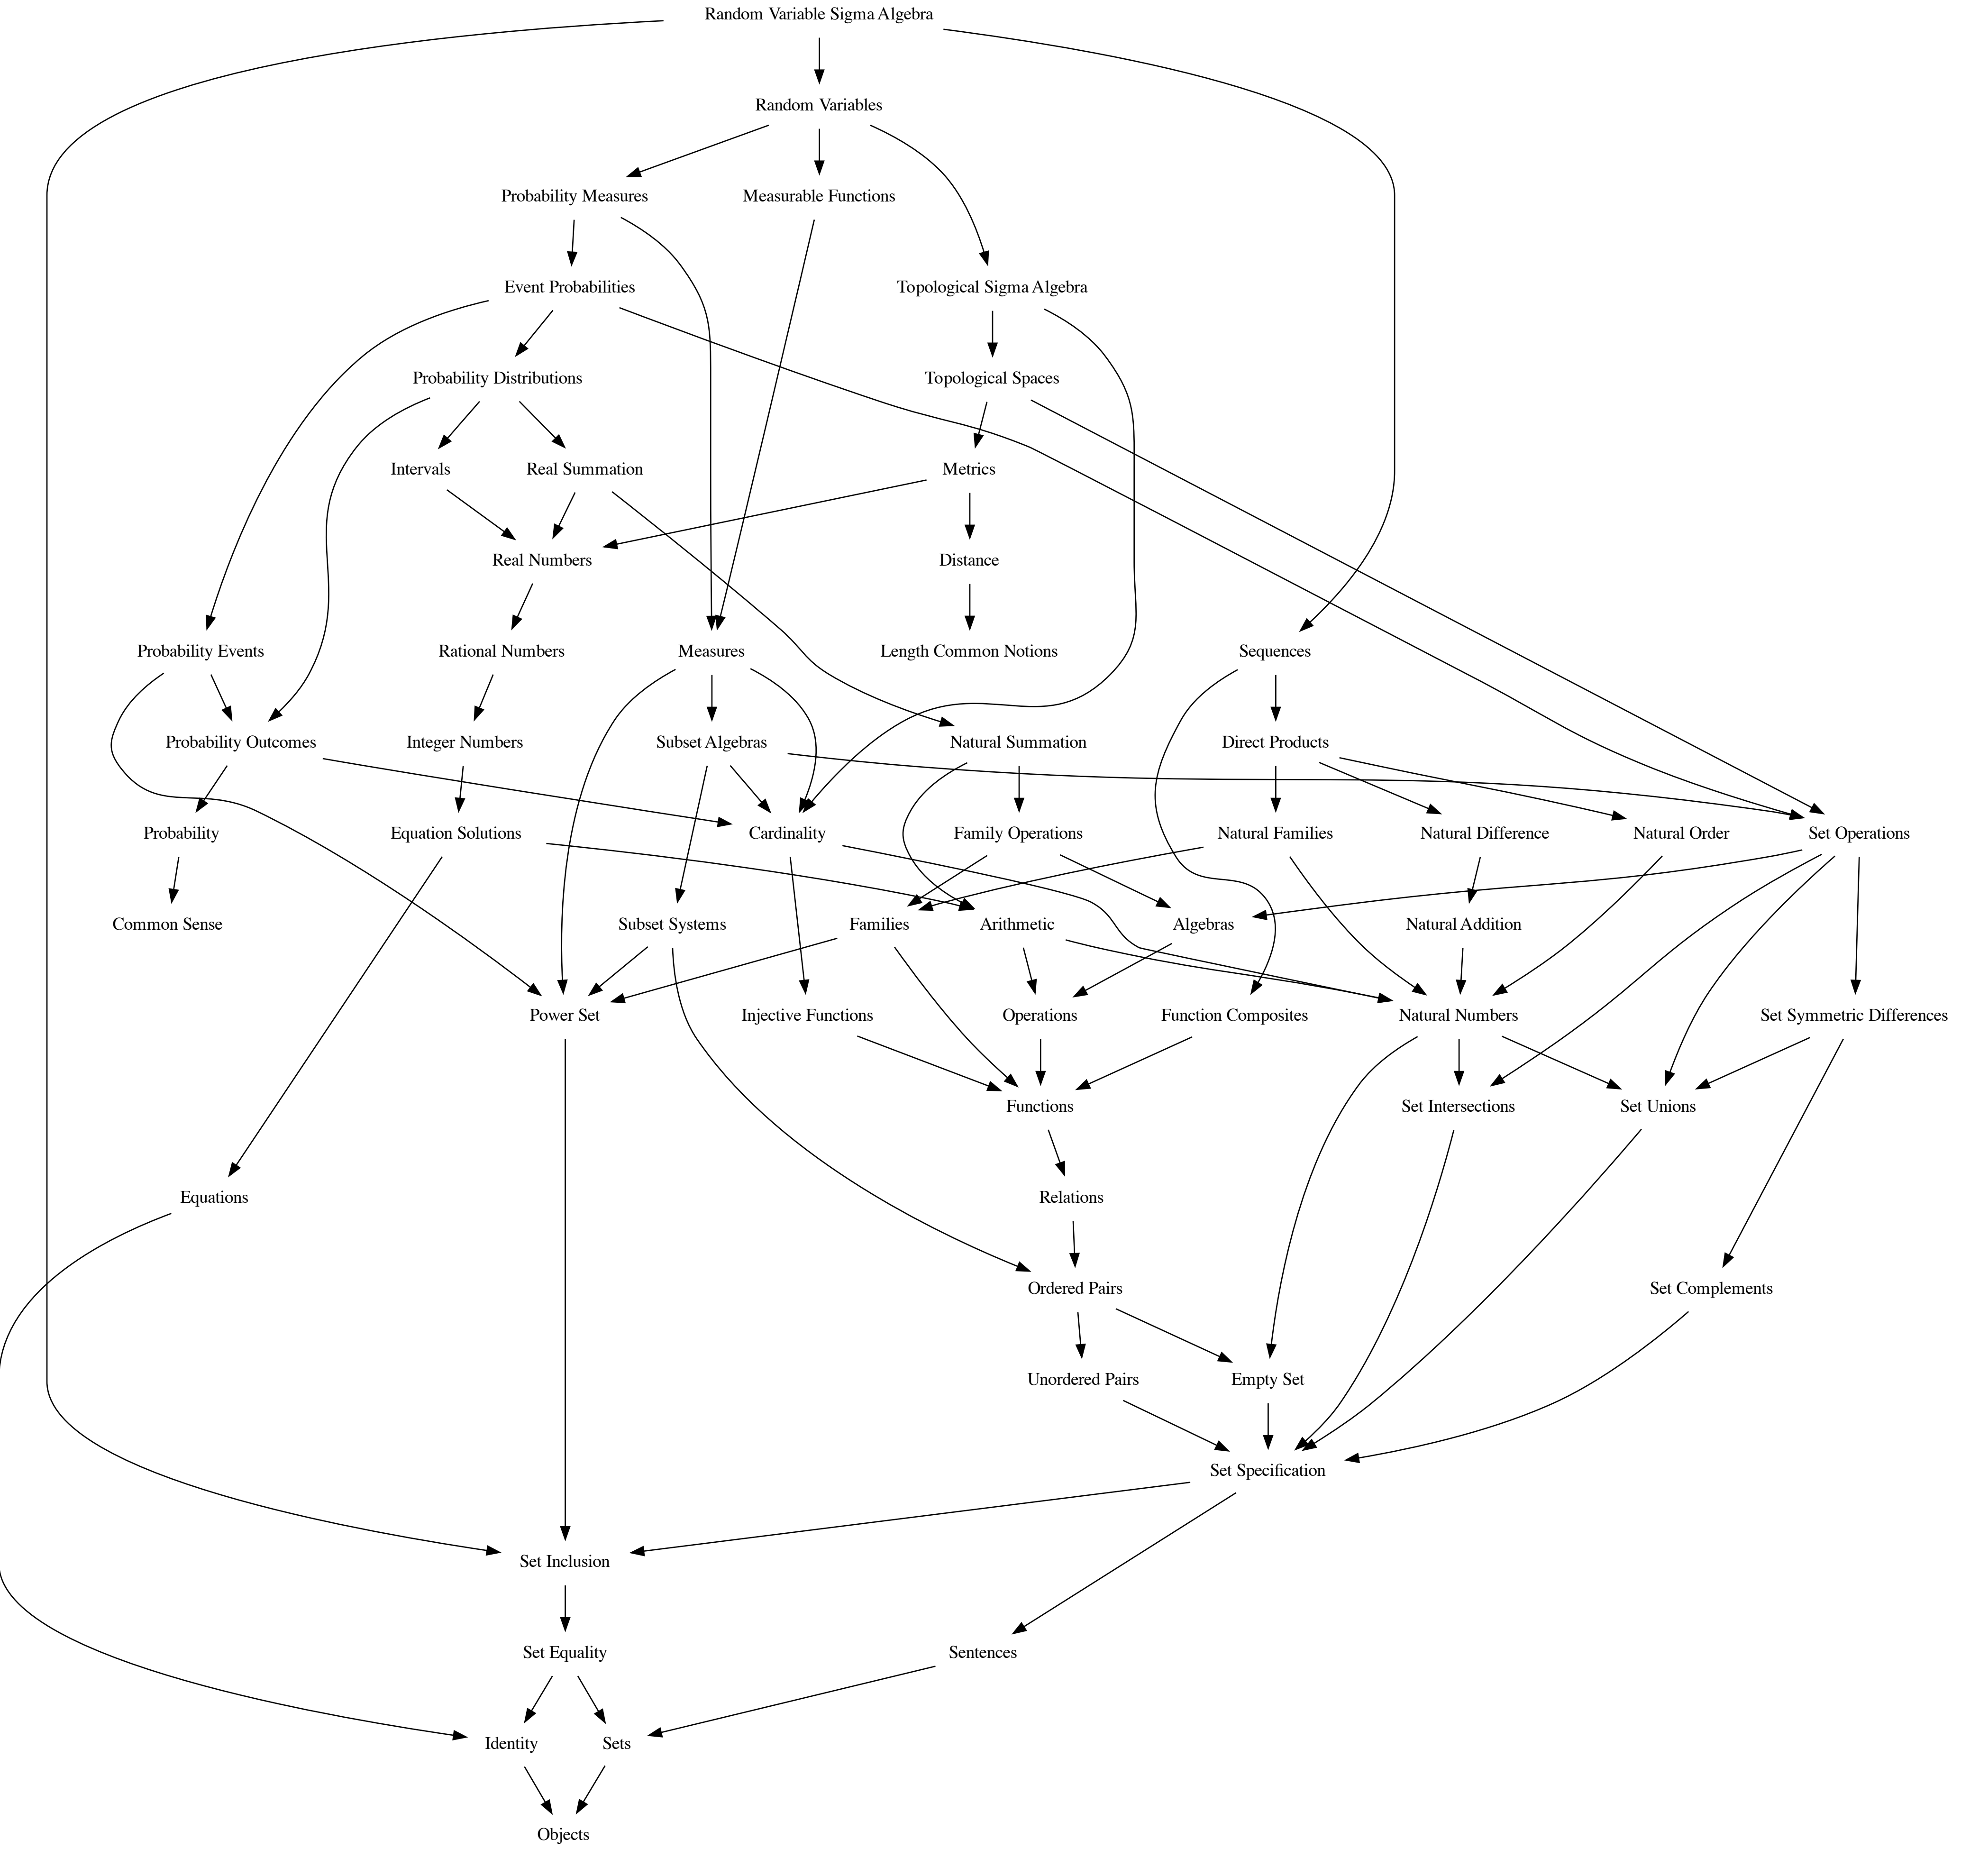 Random Variable Sigma Algebra
Random Variables
Probability Measures
Measurable Functions
Event Probabilities
Topological Sigma Algebra
Probability Distributions
Topological Spaces
Intervals
Real Summation
Metrics
Real Numbers
Distance
Probability Events
Rational Numbers
Measures
Length Common Notions
Sequences
Probability Outcomes
Integer Numbers
Subset Algebras
Natural Summation
Direct Products
Probability
Equation Solutions
Cardinality
Family Operations
Natural Families
Natural Difference
Natural Order
Set Operations
Common Sense
Subset Systems
Families
Arithmetic
Algebras
Natural Addition
Power Set
Injective Functions
Operations
Function Composites
Natural Numbers
Set Symmetric Differences
Functions
Set Intersections
Set Unions
Equations
Relations
Ordered Pairs
Set Complements
Unordered Pairs
Empty Set
Set Specification
Set Inclusion
Set Equality
Sentences
Identity
Sets
Objects